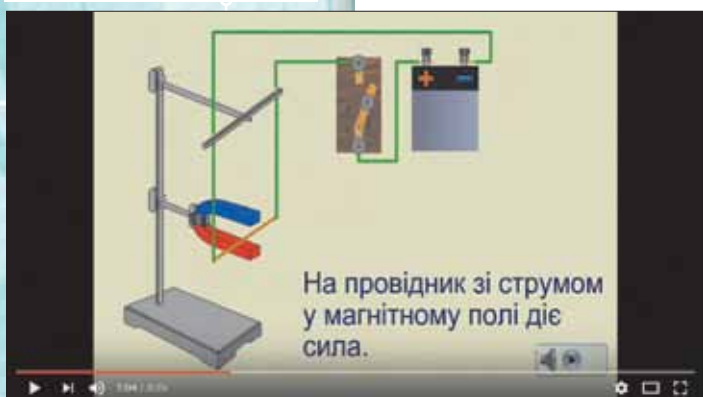 + −
На провідник зі струмом
у магнітному полі діє
сила.